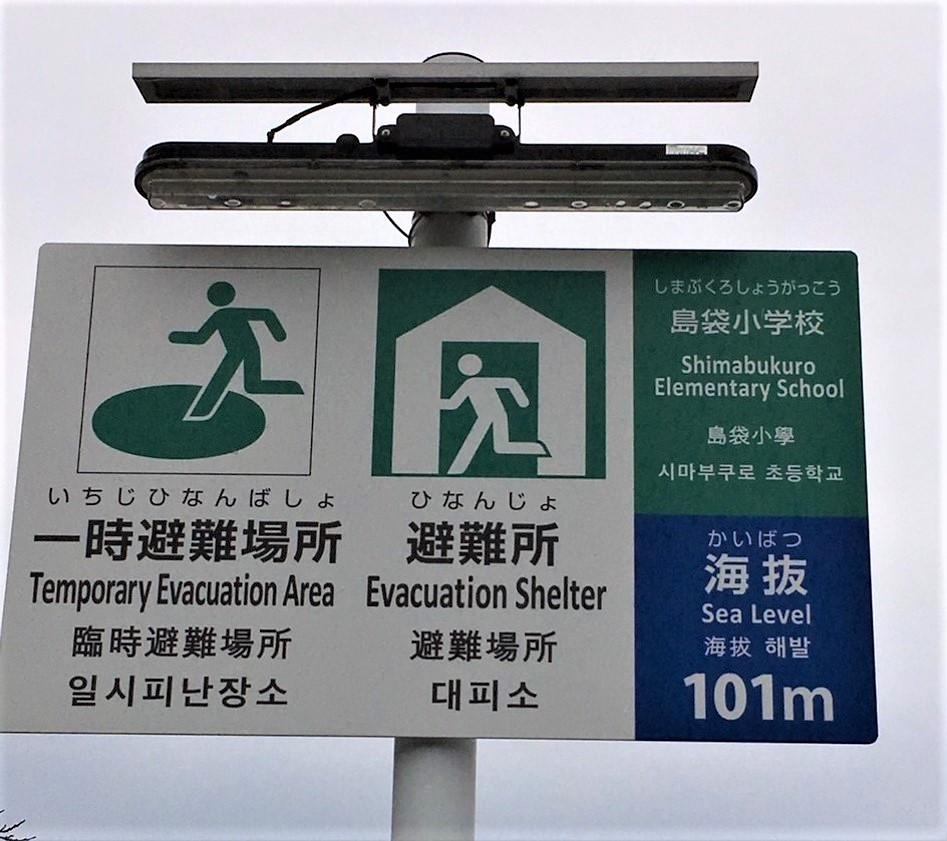 いちじひなんばしょ
一時避難場所
Temporary Evacuation Area
臨時避難場所
일시피난장소
ひなんじょ
避難所
Evacuation Shelter
避難場所
대피소
しまぶくろしょうがっこう
島袋小学校
Shimabukuro
Elementary School
島袋小學
시마부쿠로 초등학교
かいばつ
海抜
Sea Level
海拔 해발
101m